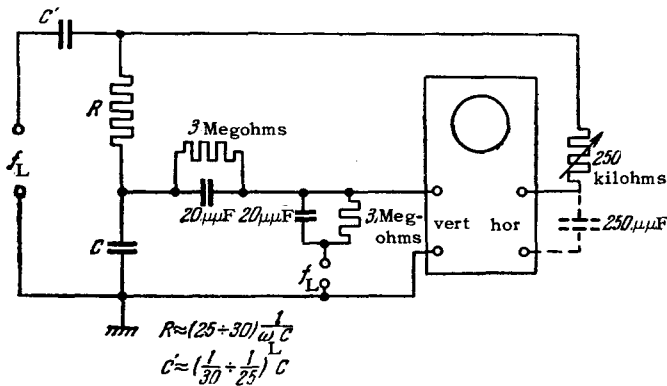 C'
R
3 Megohms
f_L
20μμF
20μμF
3 Meg-
ohms
vert
hor
250
kilohms
250μμF
C
f_L
R≈(25÷30) 1/(ω_L C)
C'≈(1/30 ÷ 1/25) C